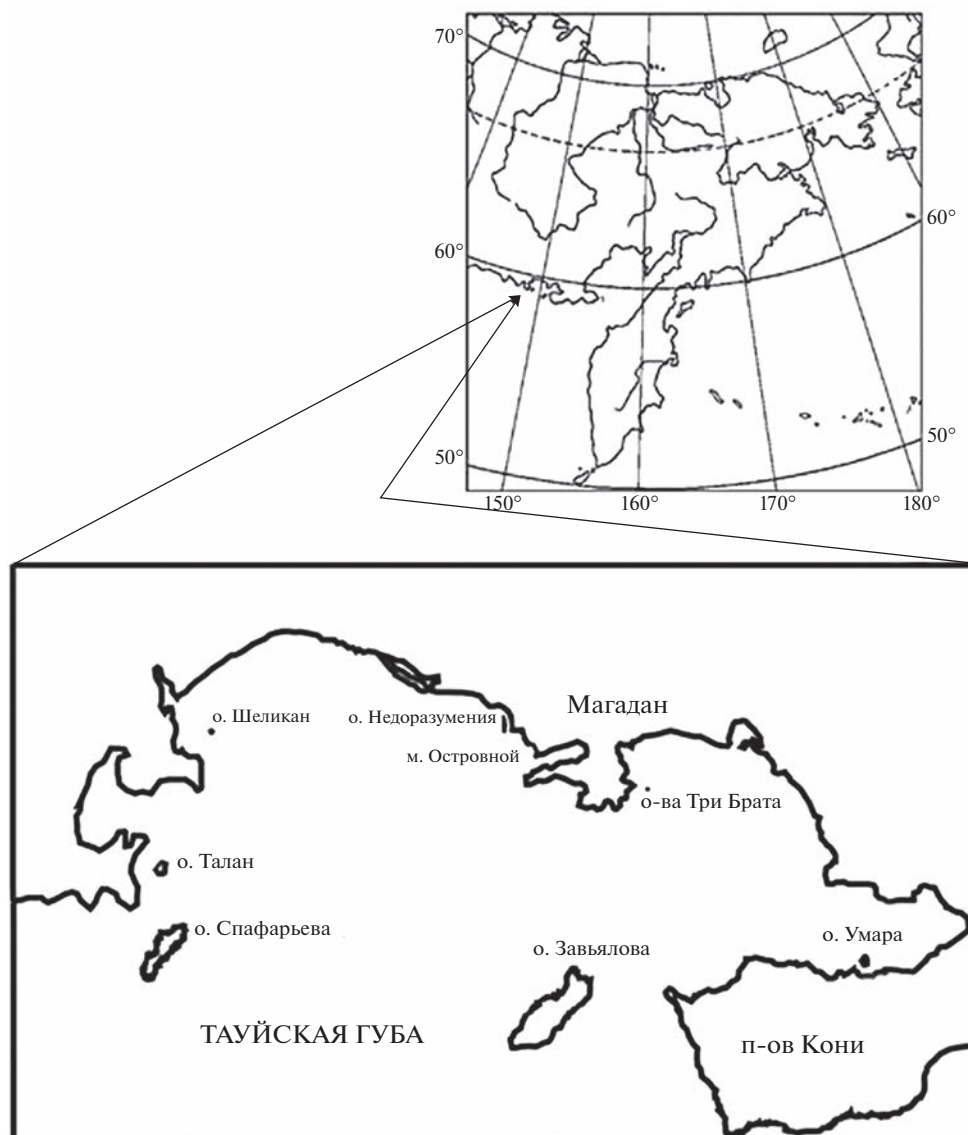 70°
60°
60°
50°
50°
150°
160°
170°
180°
Магадан
о. Шеликан
о. Недоразумения
м. Островной
о-ва Три Брата
о. Талан
о. Спафарьева
о. Умара
о. Завьялова
ТАУЙСКАЯ ГУБА
п-ов Кони